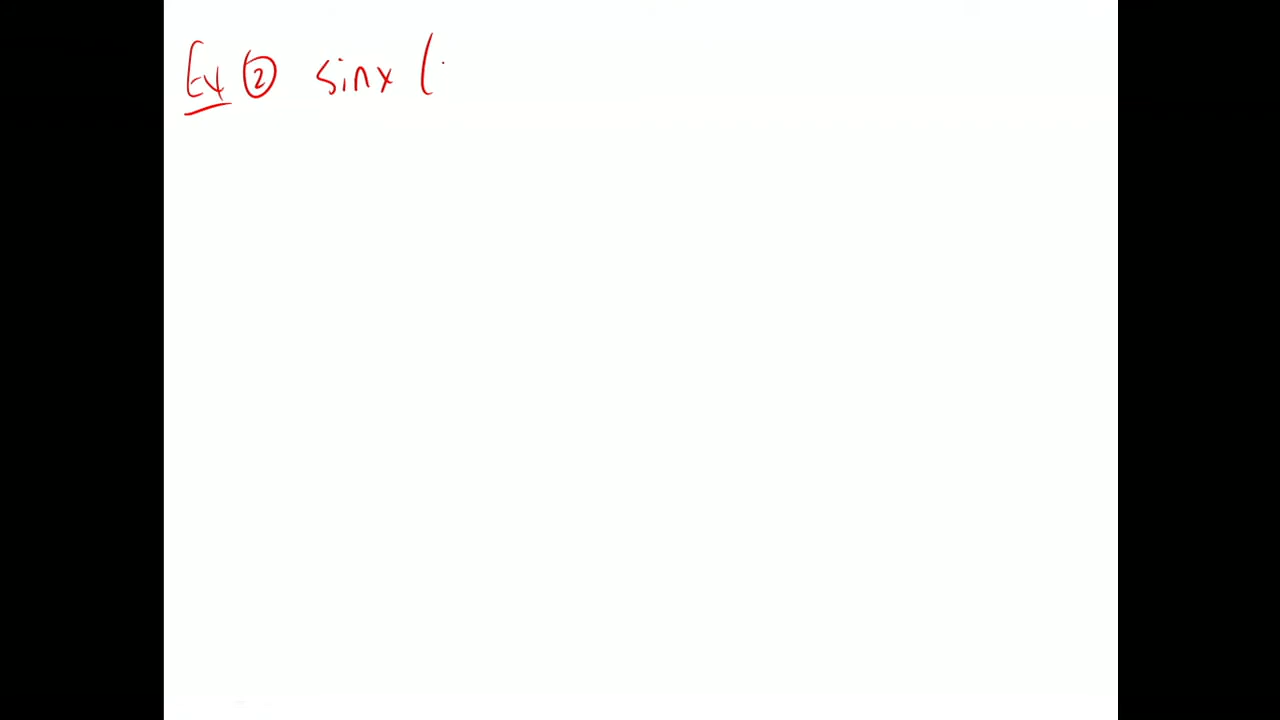 Ex ② sinx (